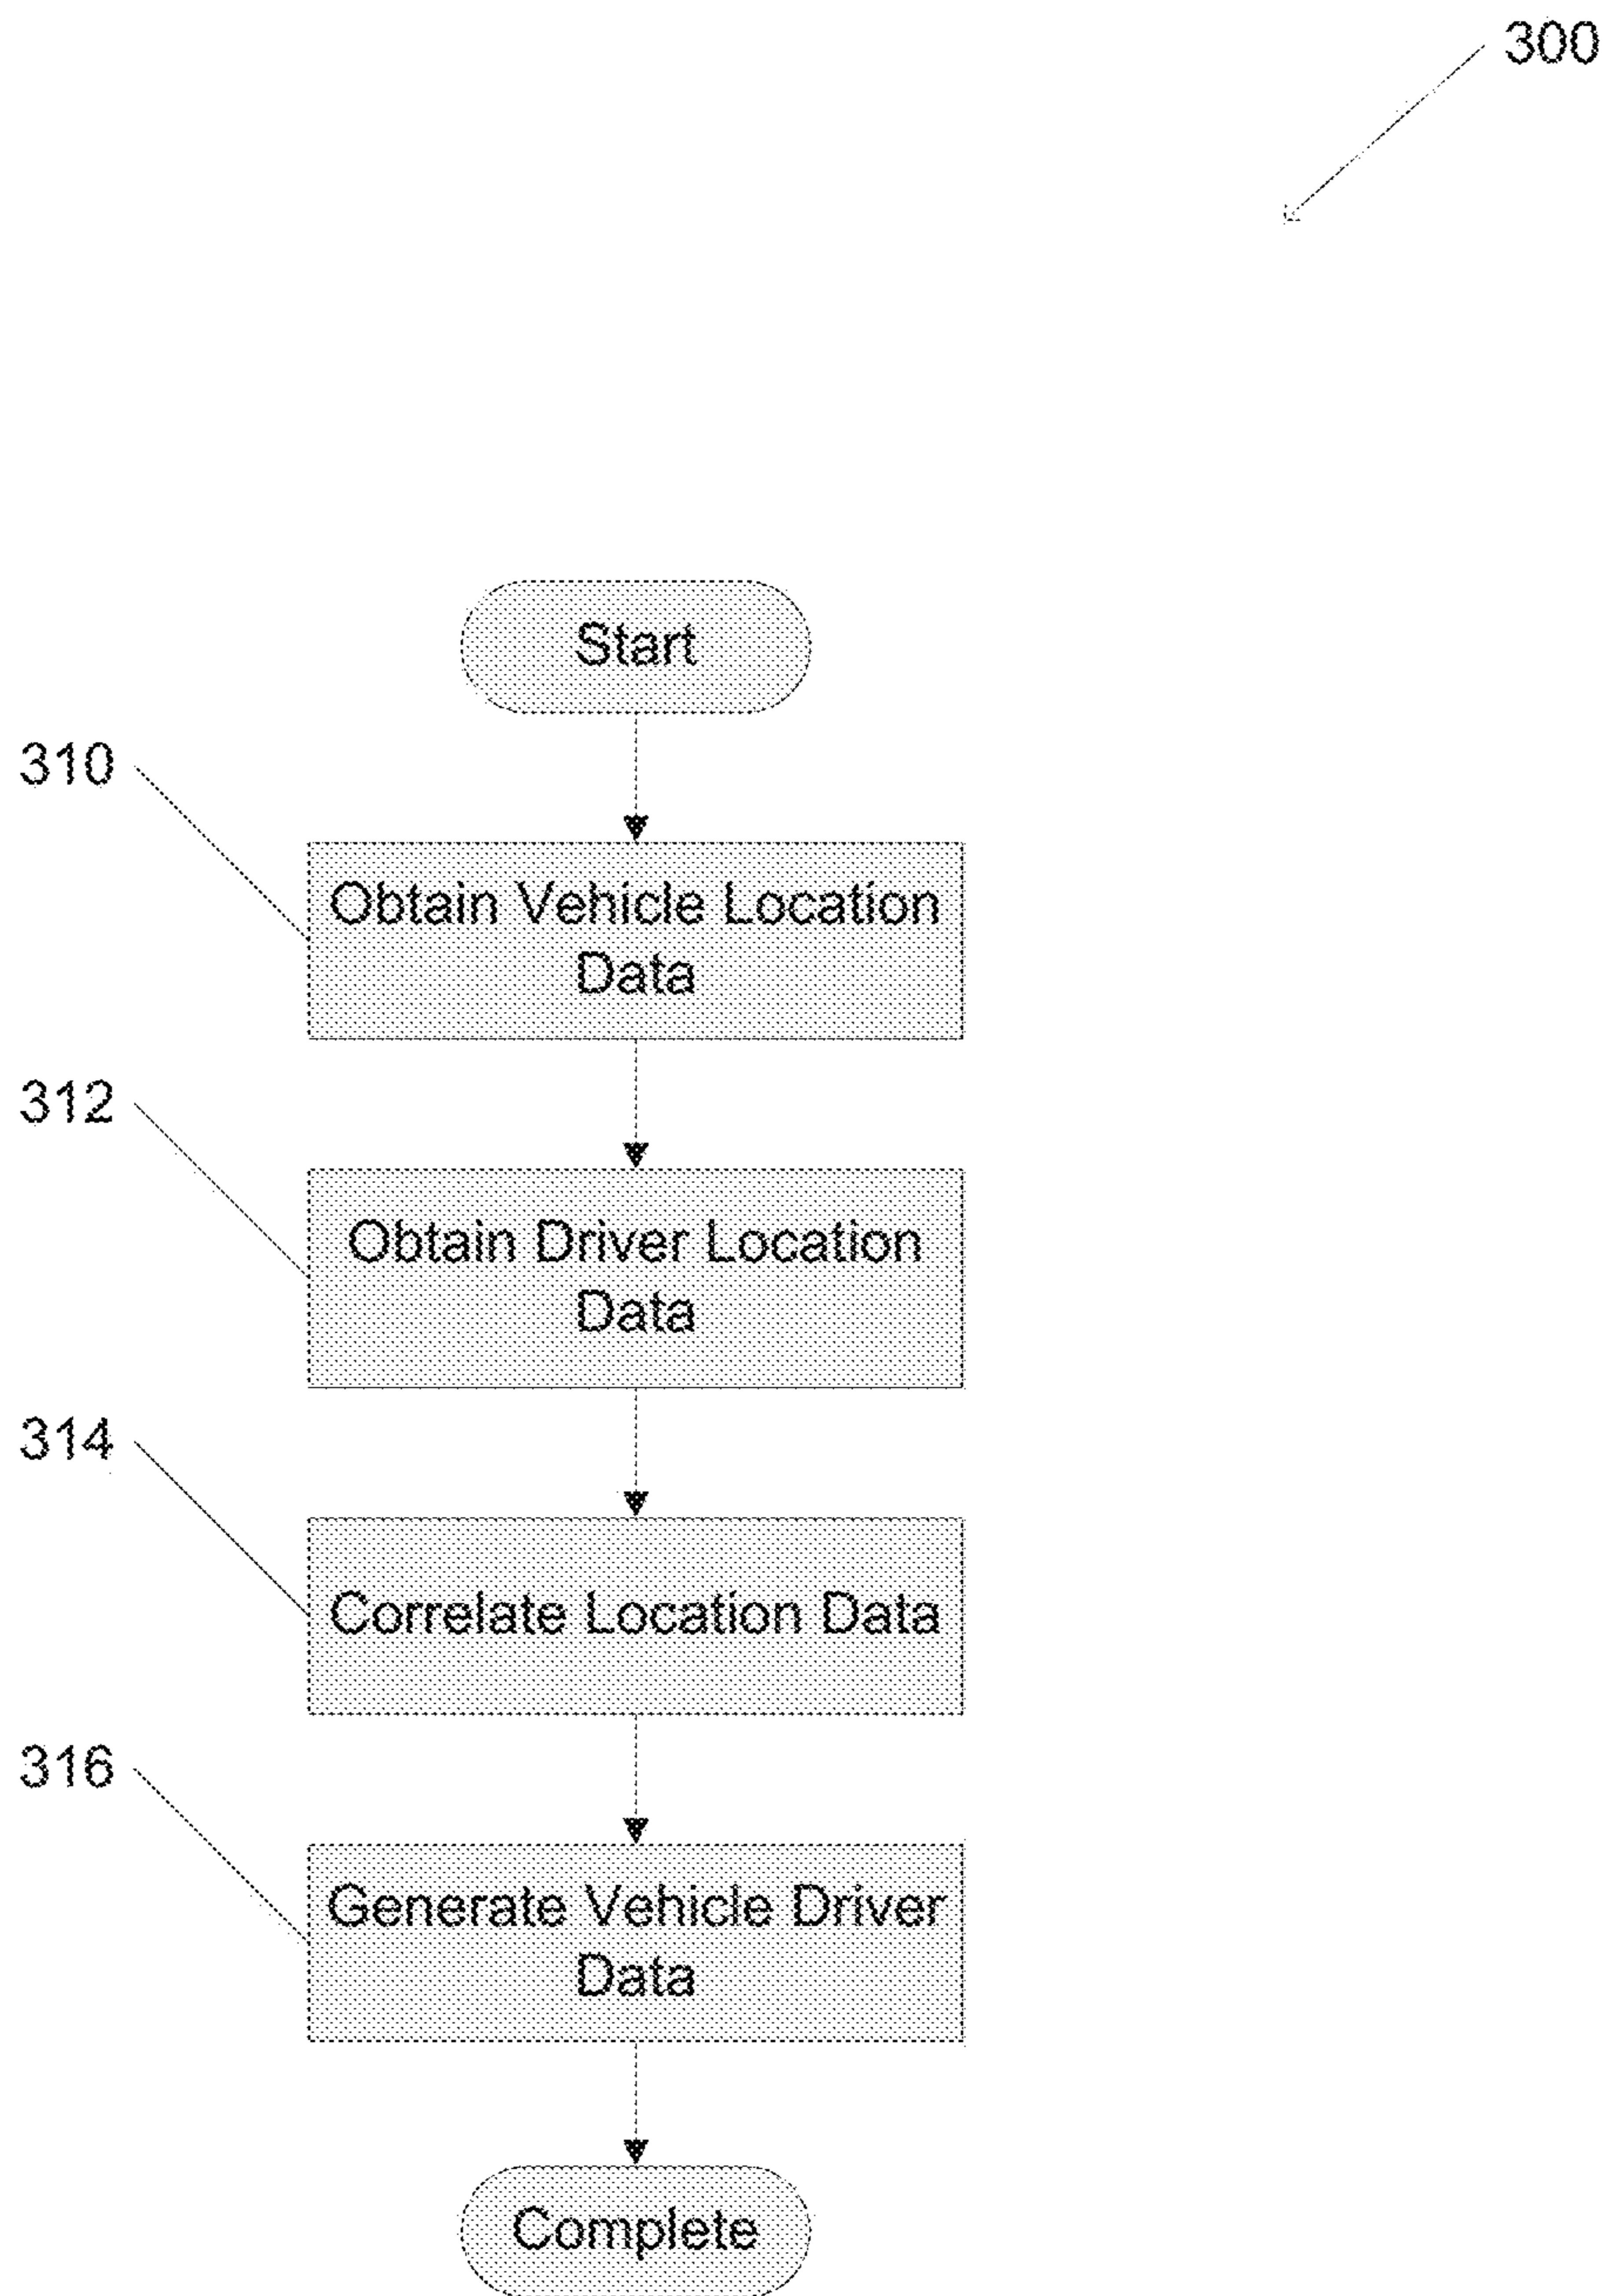 300
Start
310
Obtain Vehicle Location
Data
312
Obtain Driver Location
Data
314
Correlate Location Data
316
Generate Vehicle Driver
Data
Complete